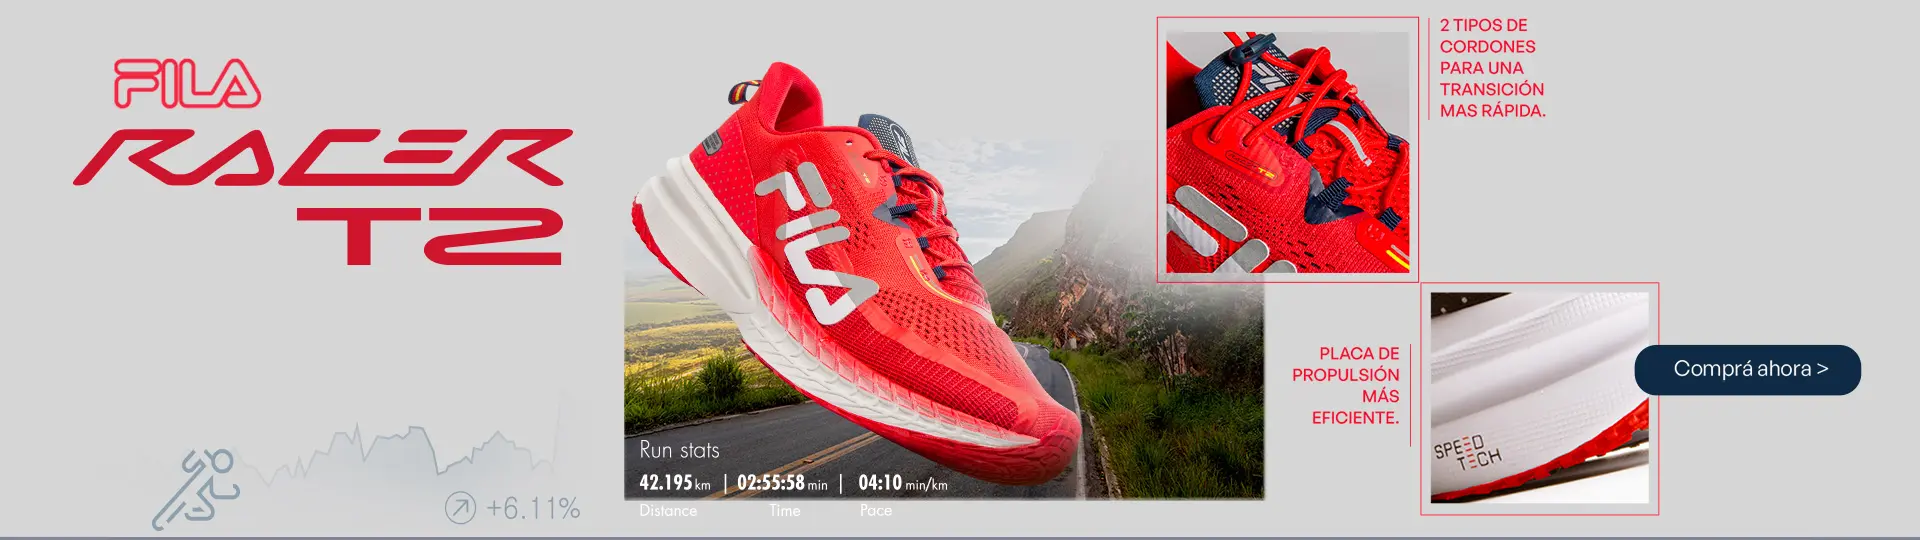 FILA
RACER
T2
+6.11%
FILA
Run stats
42.195 km | 02:55:58 min | 04:10 min/km
Distance Time Pace
FILA
2 TIPOS DE
CORDONES
PARA UNA
TRANSICIÓN
MAS RÁPIDA.
PLACA DE
PROPULSIÓN
MÁS
EFICIENTE.
SPEED
TECH
Comprá ahora >